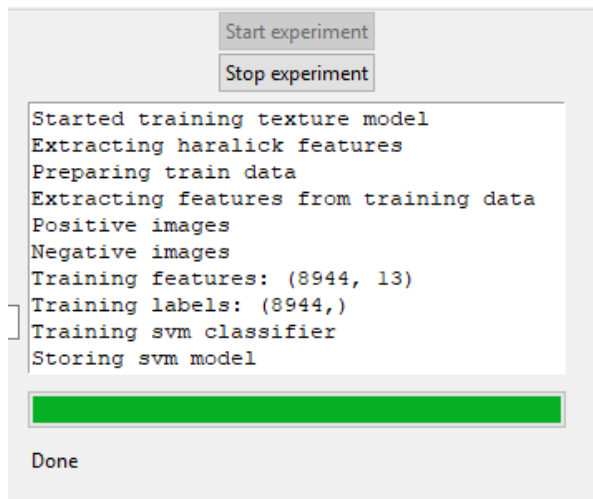 Start experiment
Stop experiment
Started training texture model
Extracting haralick features
Preparing train data
Extracting features from training data
Positive images
Negative images
Training features: (8944, 13)
Training labels: (8944,)
Training svm classifier
Storing svm model
Done